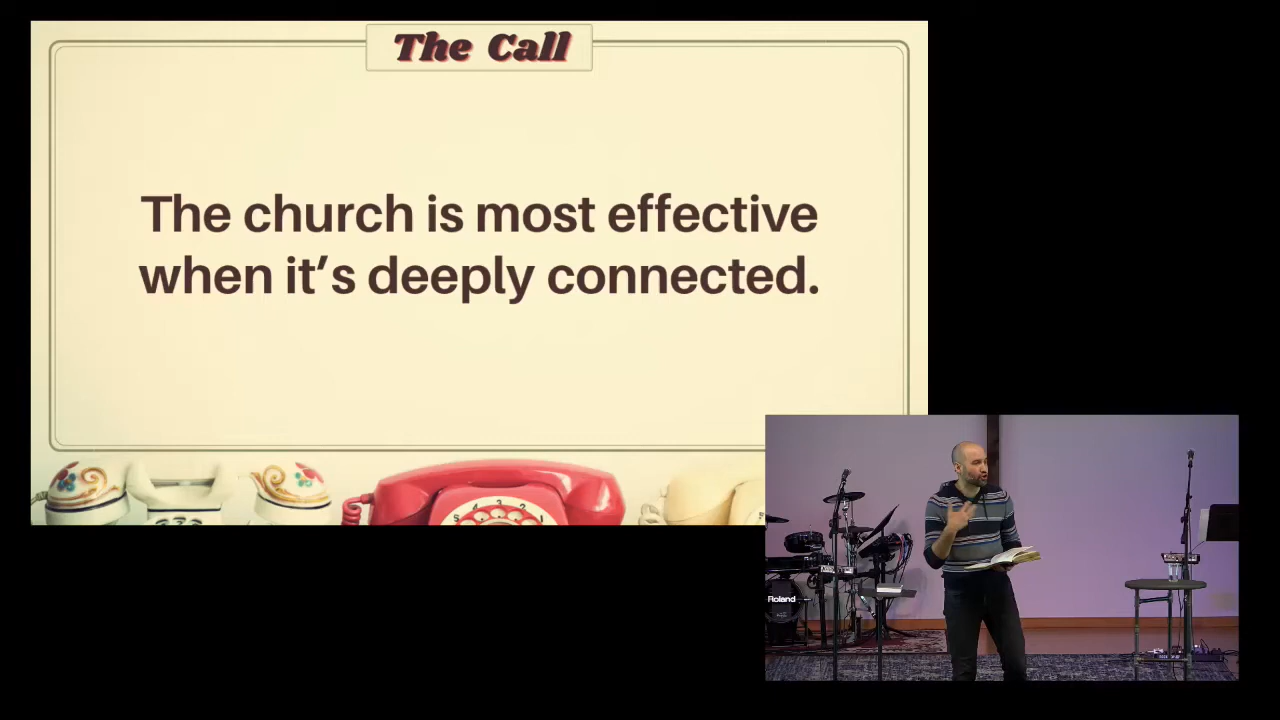 The Call
The church is most effective
when it’s deeply connected.
Roland